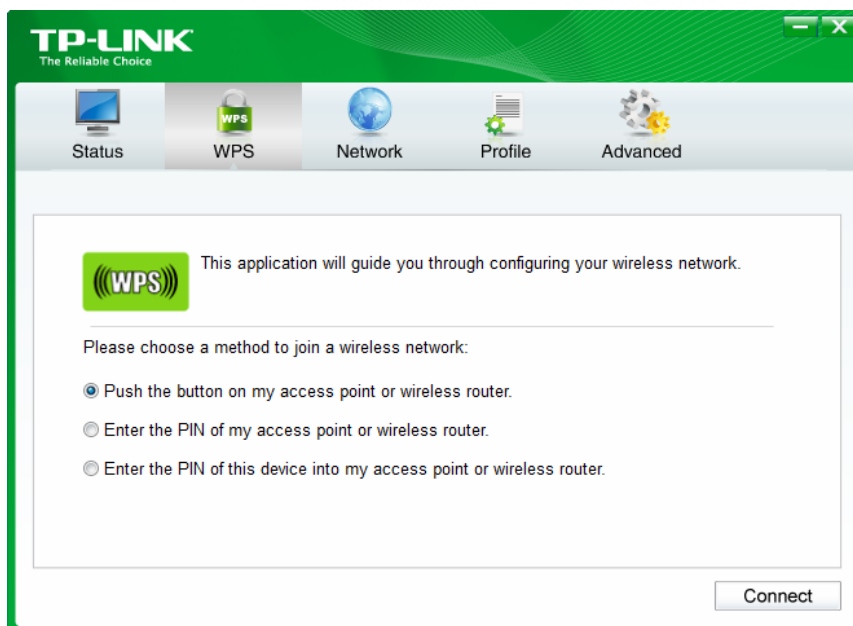 TP-LINK
The Reliable Choice
WPS
Status
WPS
Network
Profile
Advanced
WPS
This application will guide you through configuring your wireless network.
Please choose a method to join a wireless network:
Push the button on my access point or wireless router.
Enter the PIN of my access point or wireless router.
Enter the PIN of this device into my access point or wireless router.
Connect